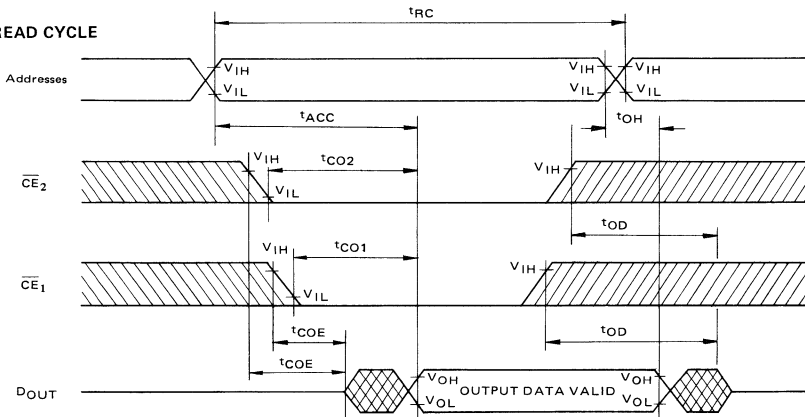 tRC
READ CYCLE
Addresses
VIH
VIL
VIH
VIL
VIH
VIL
tACC
tOH
CE2
VIH
VIL
tCO2
VIH
tOD
CE1
VIH
VIL
tCO1
VIH
tCOE
tOD
tCOE
DOUT
VOH
VOL
OUTPUT DATA VALID
VOH
VOL